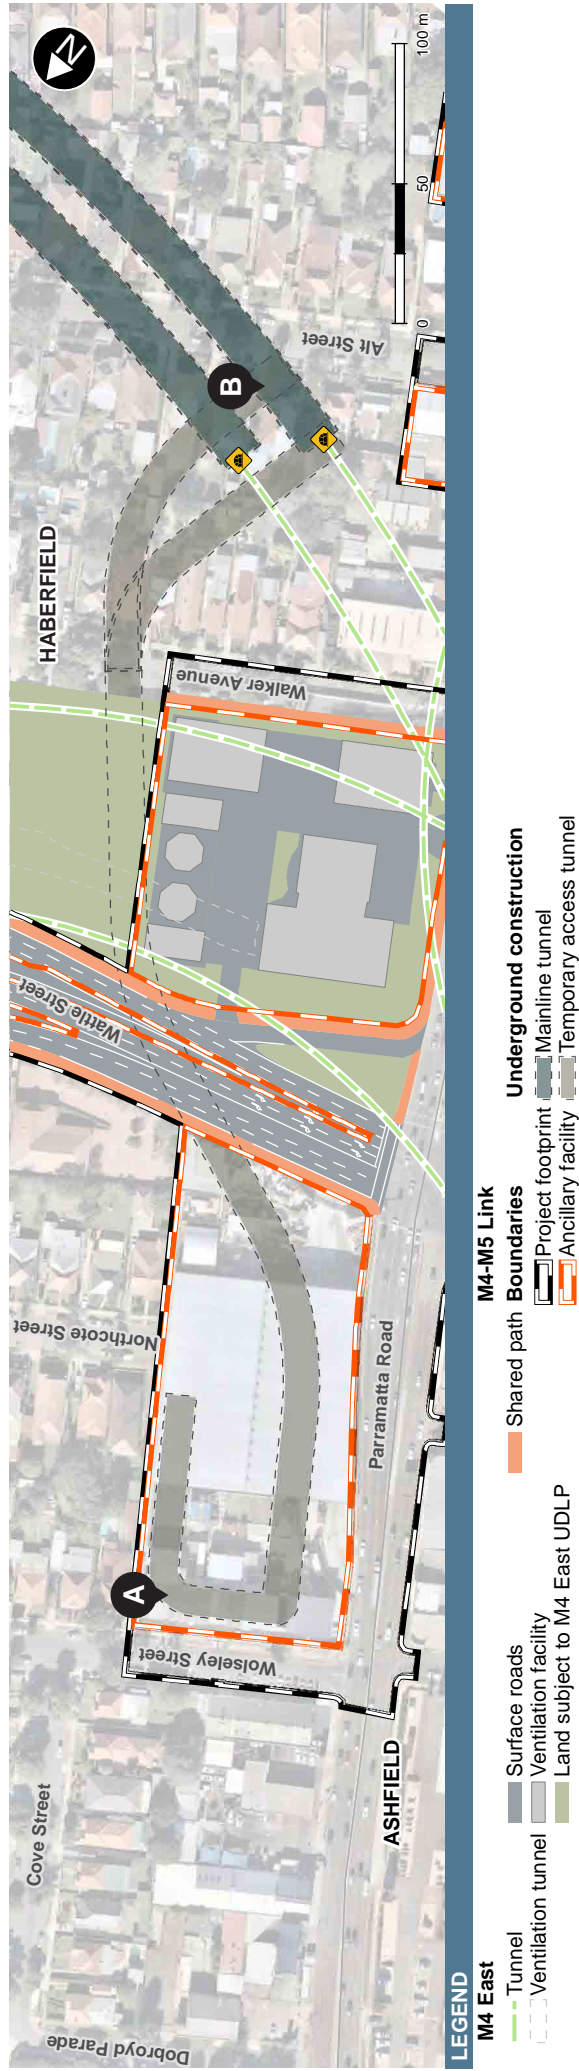 N
Dobroyd Parade
Cove Street
Wolseley Street
A
Northcote Street
Parramatta Road
ASHFIELD
Wattle Street
Walker Avenue
HABERFIELD
B
Alt Street
0 50 100 m
LEGEND
M4 East
Tunnel
Ventilation tunnel
Surface roads
Ventilation facility
Land subject to M4 East UDLP
Shared path
M4-M5 Link
Boundaries
Project footprint
Ancillary facility
Underground construction
Mainline tunnel
Temporary access tunnel